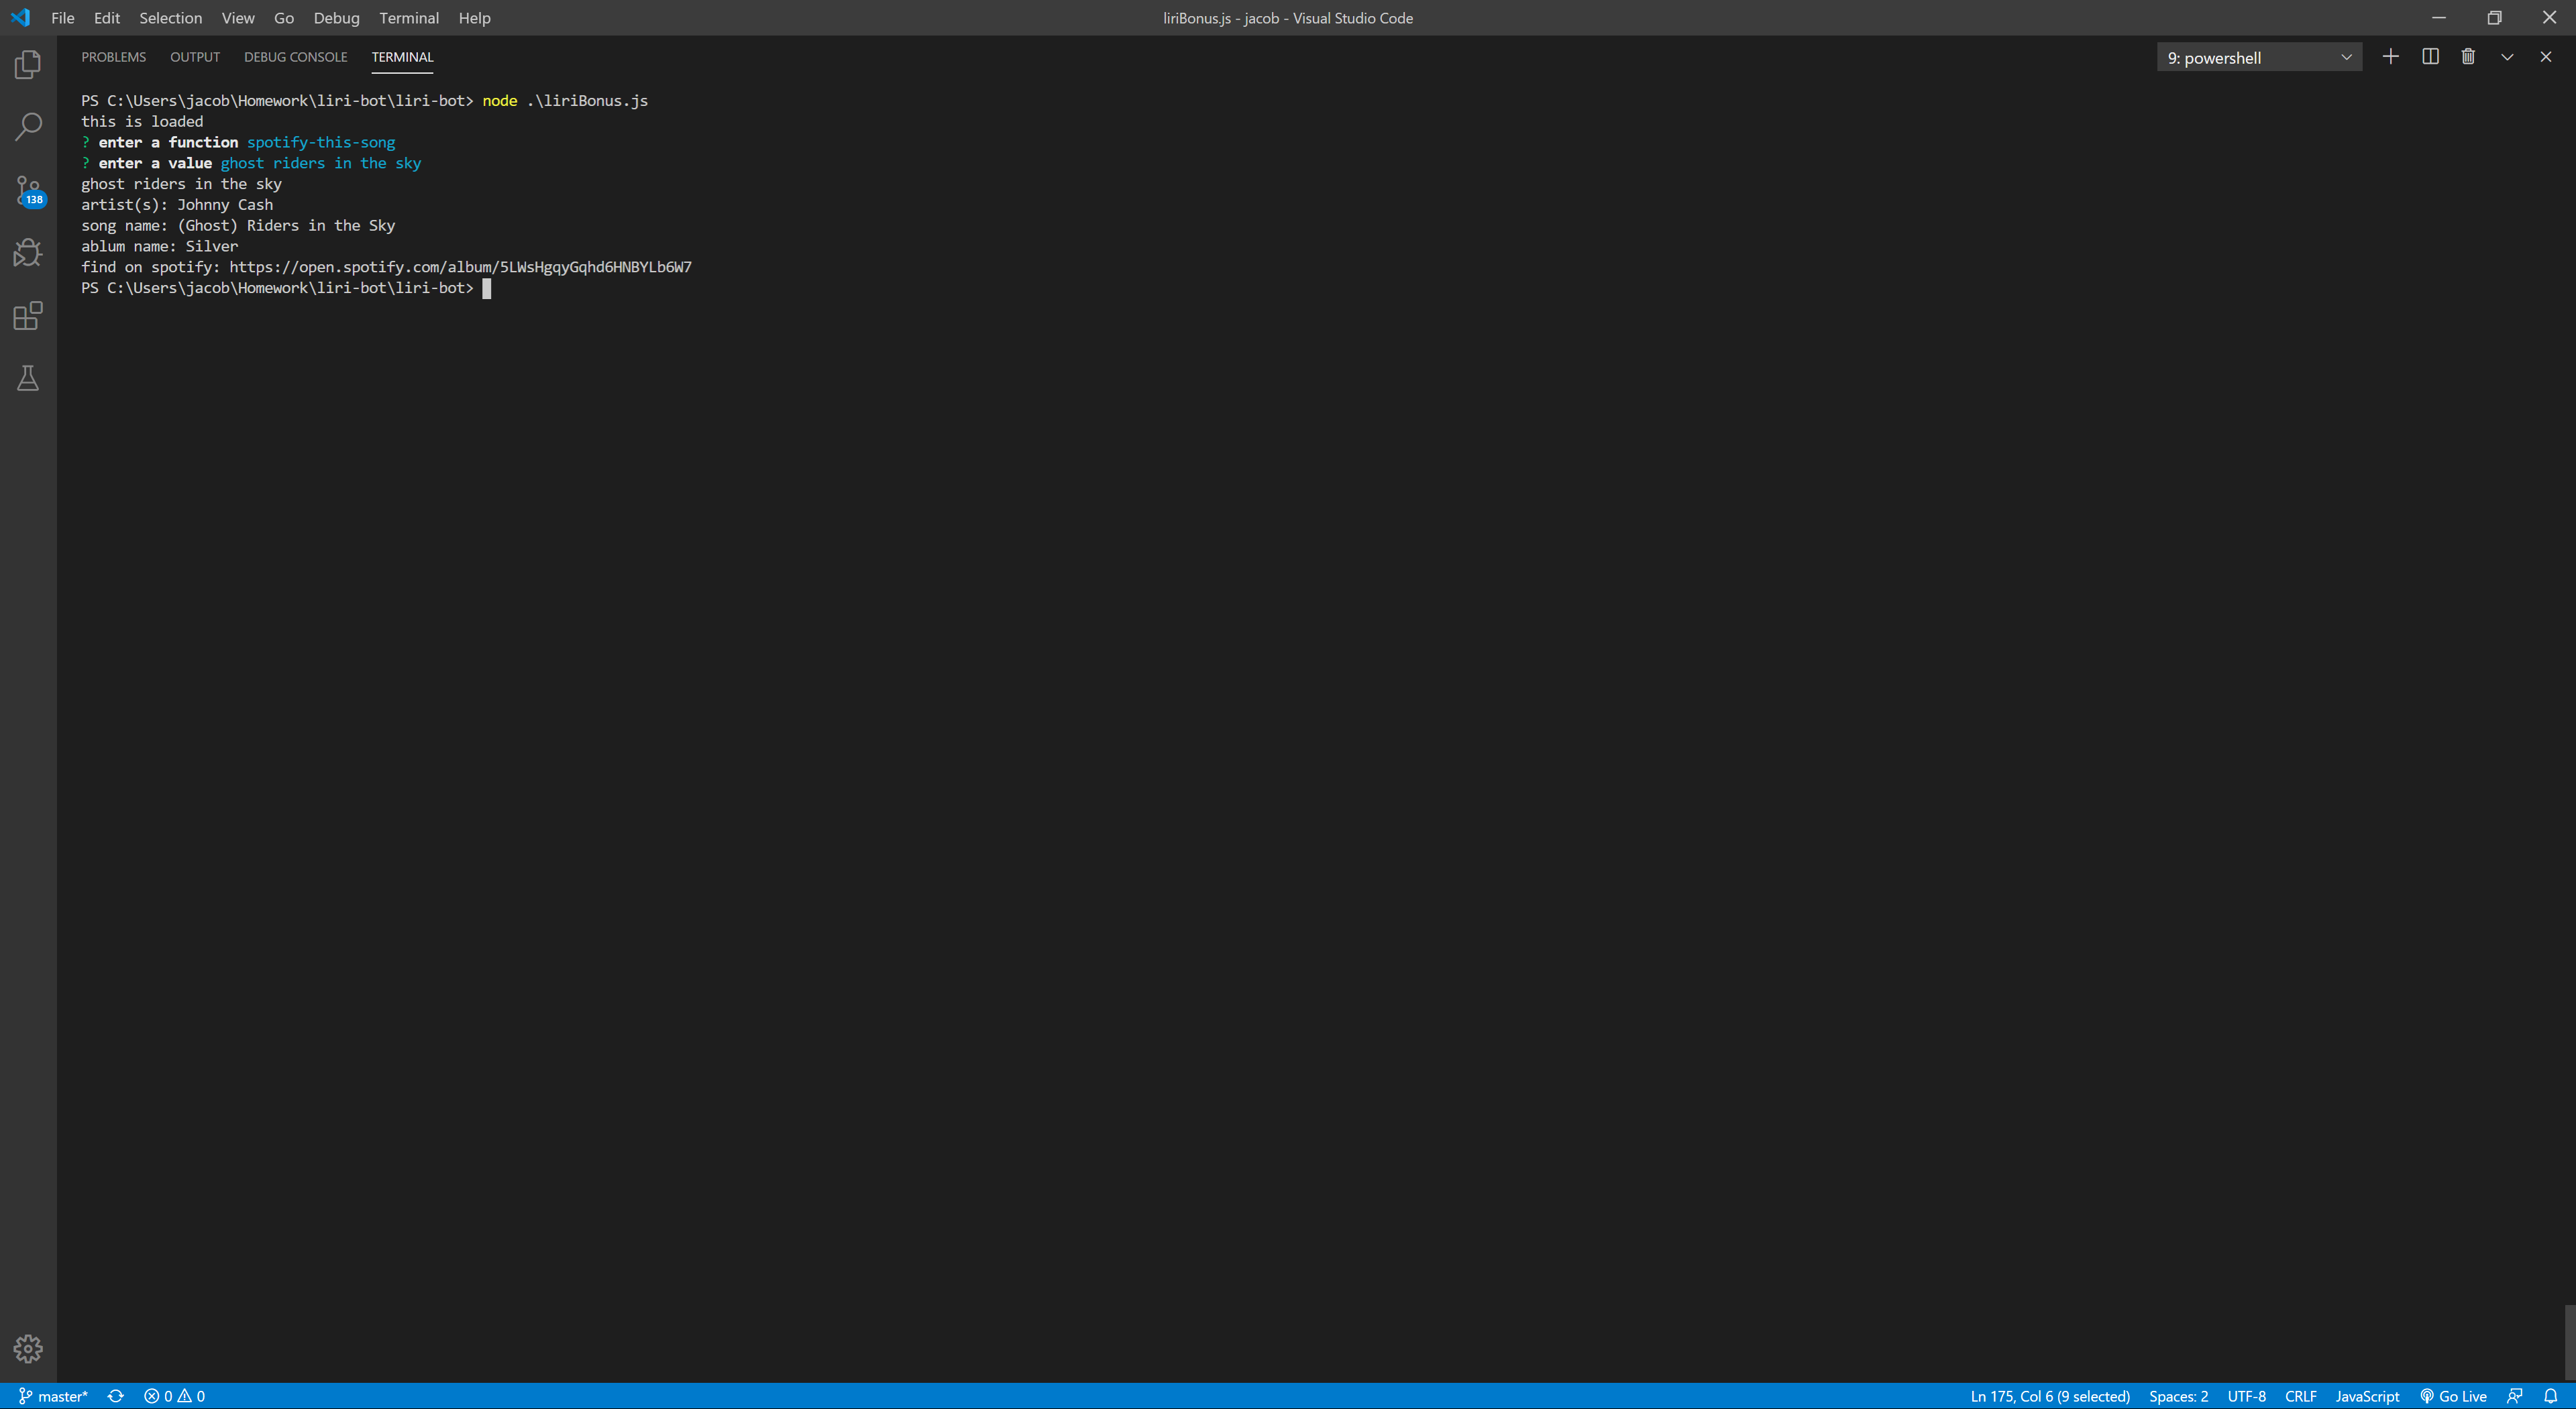 File Edit Selection View Go Debug Terminal Help
liriBonus.js - jacob - Visual Studio Code
PROBLEMS OUTPUT DEBUG CONSOLE TERMINAL
9: powershell
PS C:\Users\jacob\Homework\liri-bot\liri-bot> node .\liriBonus.js
this is loaded
? enter a function spotify-this-song
? enter a value ghost riders in the sky
ghost riders in the sky
artist(s): Johnny Cash
song name: (Ghost) Riders in the Sky
ablum name: Silver
find on spotify: https://open.spotify.com/album/5LWsHgqyGqhd6HNBYLb6W7
PS C:\Users\jacob\Homework\liri-bot\liri-bot>
138
master* 0 0 Ln 175, Col 6 (9 selected) Spaces: 2 UTF-8 CRLF JavaScript Go Live